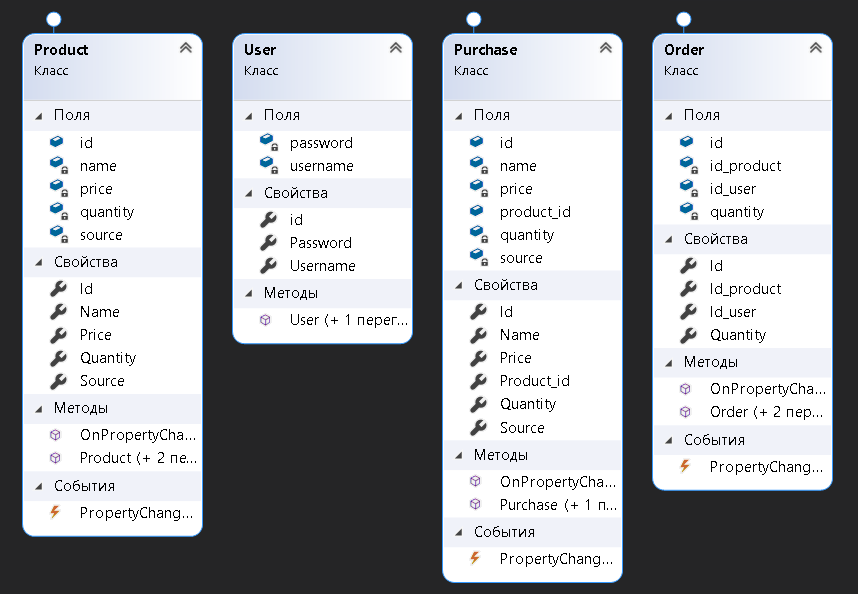 Product
Класс
Поля
id
name
price
quantity
source
Свойства
Id
Name
Price
Quantity
Source
Методы
OnPropertyCha...
Product (+ 2 пе...
События
PropertyChang...
User
Класс
Поля
password
username
Свойства
id
Password
Username
Методы
User (+ 1 перег...
Purchase
Класс
Поля
id
name
price
product_id
quantity
source
Свойства
Id
Name
Price
Product_id
Quantity
Source
Методы
OnPropertyCha...
Purchase (+ 1 п...
События
PropertyChang...
Order
Класс
Поля
id
id_product
id_user
quantity
Свойства
Id
Id_product
Id_user
Quantity
Методы
OnPropertyCha...
Order (+ 2 пер...
События
PropertyChang...